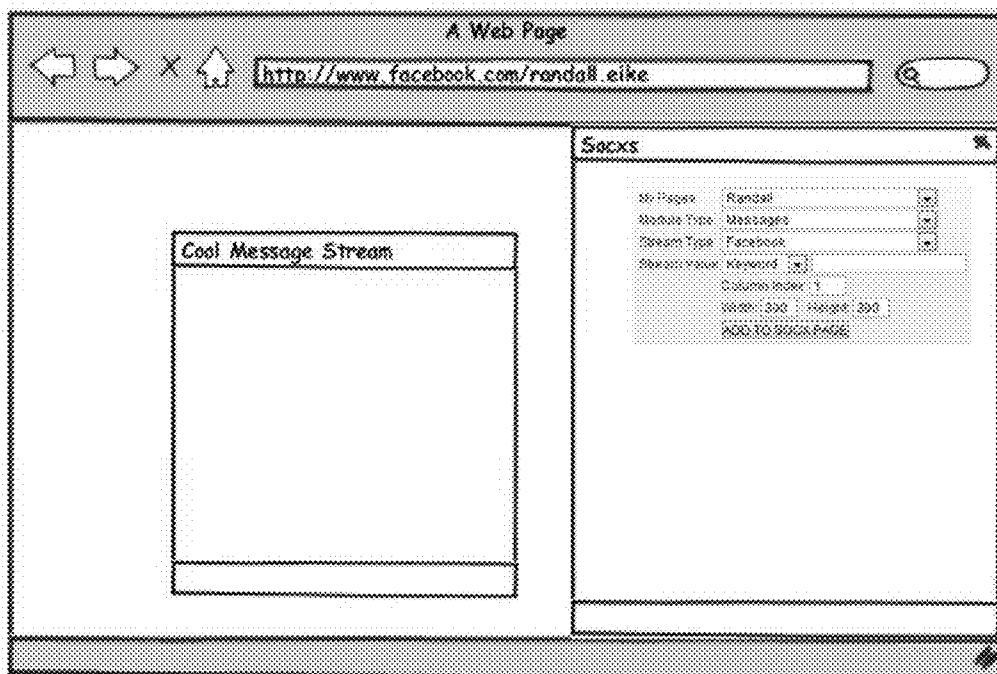 A Web Page
http://www.facebook.com/randall.eike
Socxs
My Pages Randall
Module Type Messages
Stream Type Facebook
Stream Value Keyword
Column Index 1
Width 300 Height 300
ADD TO PAGE
Cool Message Stream